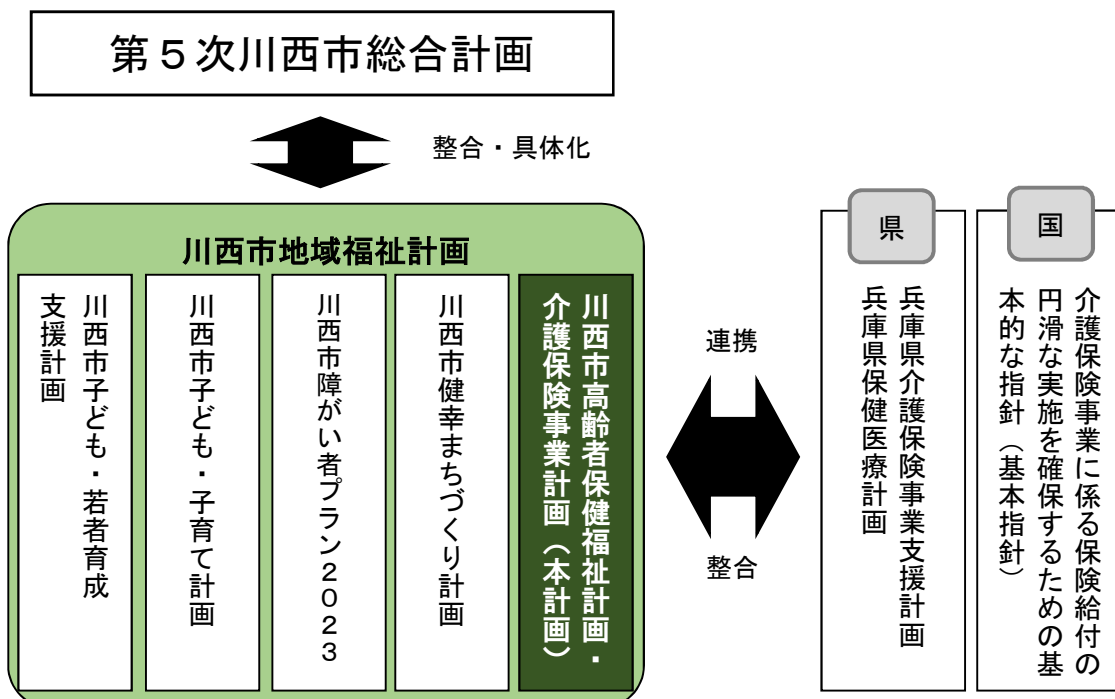 第５次川西市総合計画
整合・具体化
川西市地域福祉計画
川西市子ども・若者育成
支援計画
川西市子ども・子育て計画
川西市障がい者プラン２０２３
川西市健幸まちづくり計画
川西市高齢者保健福祉計画・
介護保険事業計画（本計画）
連携
整合
県
兵庫県介護保険事業支援計画
兵庫県保健医療計画
国
介護保険事業に係る保険給付の
円滑な実施を確保するための基
本的な指針（基本指針）